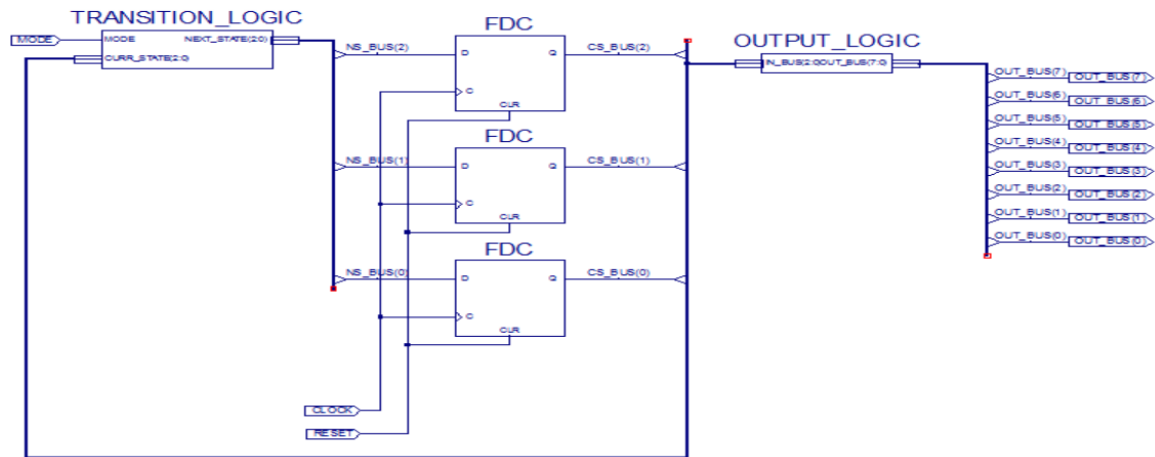 TRANSITION_LOGIC
MODE
MODE
NEXT_STATE(2:0)
CURR_STATE(2:0)
FDC
NS_BUS(2)
D
Q
C
CLR
CS_BUS(2)
FDC
NS_BUS(1)
D
Q
C
CLR
CS_BUS(1)
FDC
NS_BUS(0)
D
Q
C
CLR
CS_BUS(0)
CLOCK
RESET
OUTPUT_LOGIC
IN_BUS(2:0)OUT_BUS(7:0)
OUT_BUS(7) OUT_BUS(7)
OUT_BUS(6) OUT_BUS(6)
OUT_BUS(5) OUT_BUS(5)
OUT_BUS(4) OUT_BUS(4)
OUT_BUS(3) OUT_BUS(3)
OUT_BUS(2) OUT_BUS(2)
OUT_BUS(1) OUT_BUS(1)
OUT_BUS(0) OUT_BUS(0)